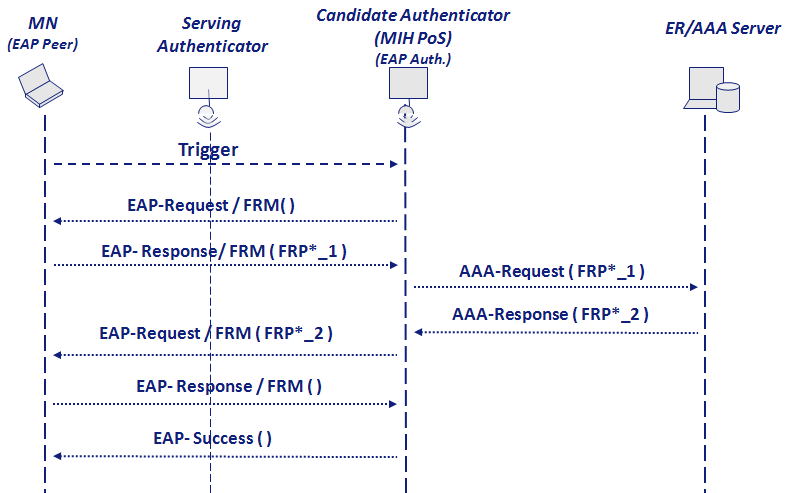 MN
(EAP Peer)
Serving
Authenticator
Candidate Authenticator
(MIH PoS)
(EAP Auth.)
ER/AAA Server
Trigger
EAP-Request / FRM( )
EAP- Response/ FRM ( FRP*_1 )
AAA-Request ( FRP*_1 )
AAA-Response ( FRP*_2 )
EAP-Request / FRM ( FRP*_2 )
EAP- Response / FRM ( )
EAP- Success ( )